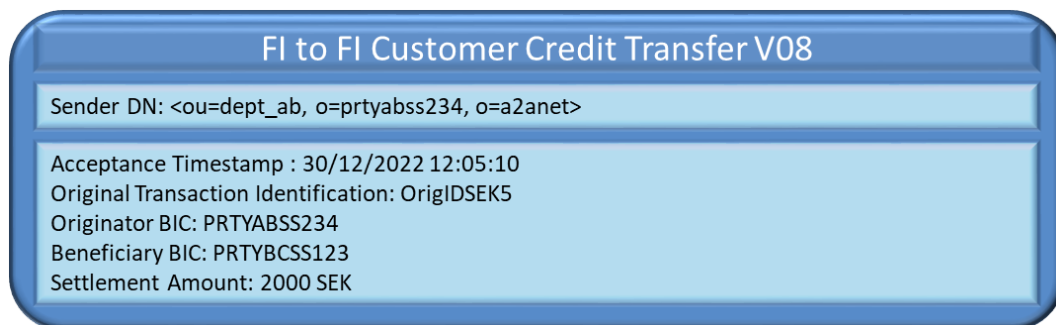 FI to FI Customer Credit Transfer V08
Sender DN: <ou=dept_ab, o=prtyabss234, o=a2anet>
Acceptance Timestamp : 30/12/2022 12:05:10
Original Transaction Identification: OrigIDSEK5
Originator BIC: PRTYABSS234
Beneficiary BIC: PRTYBCSS123
Settlement Amount: 2000 SEK